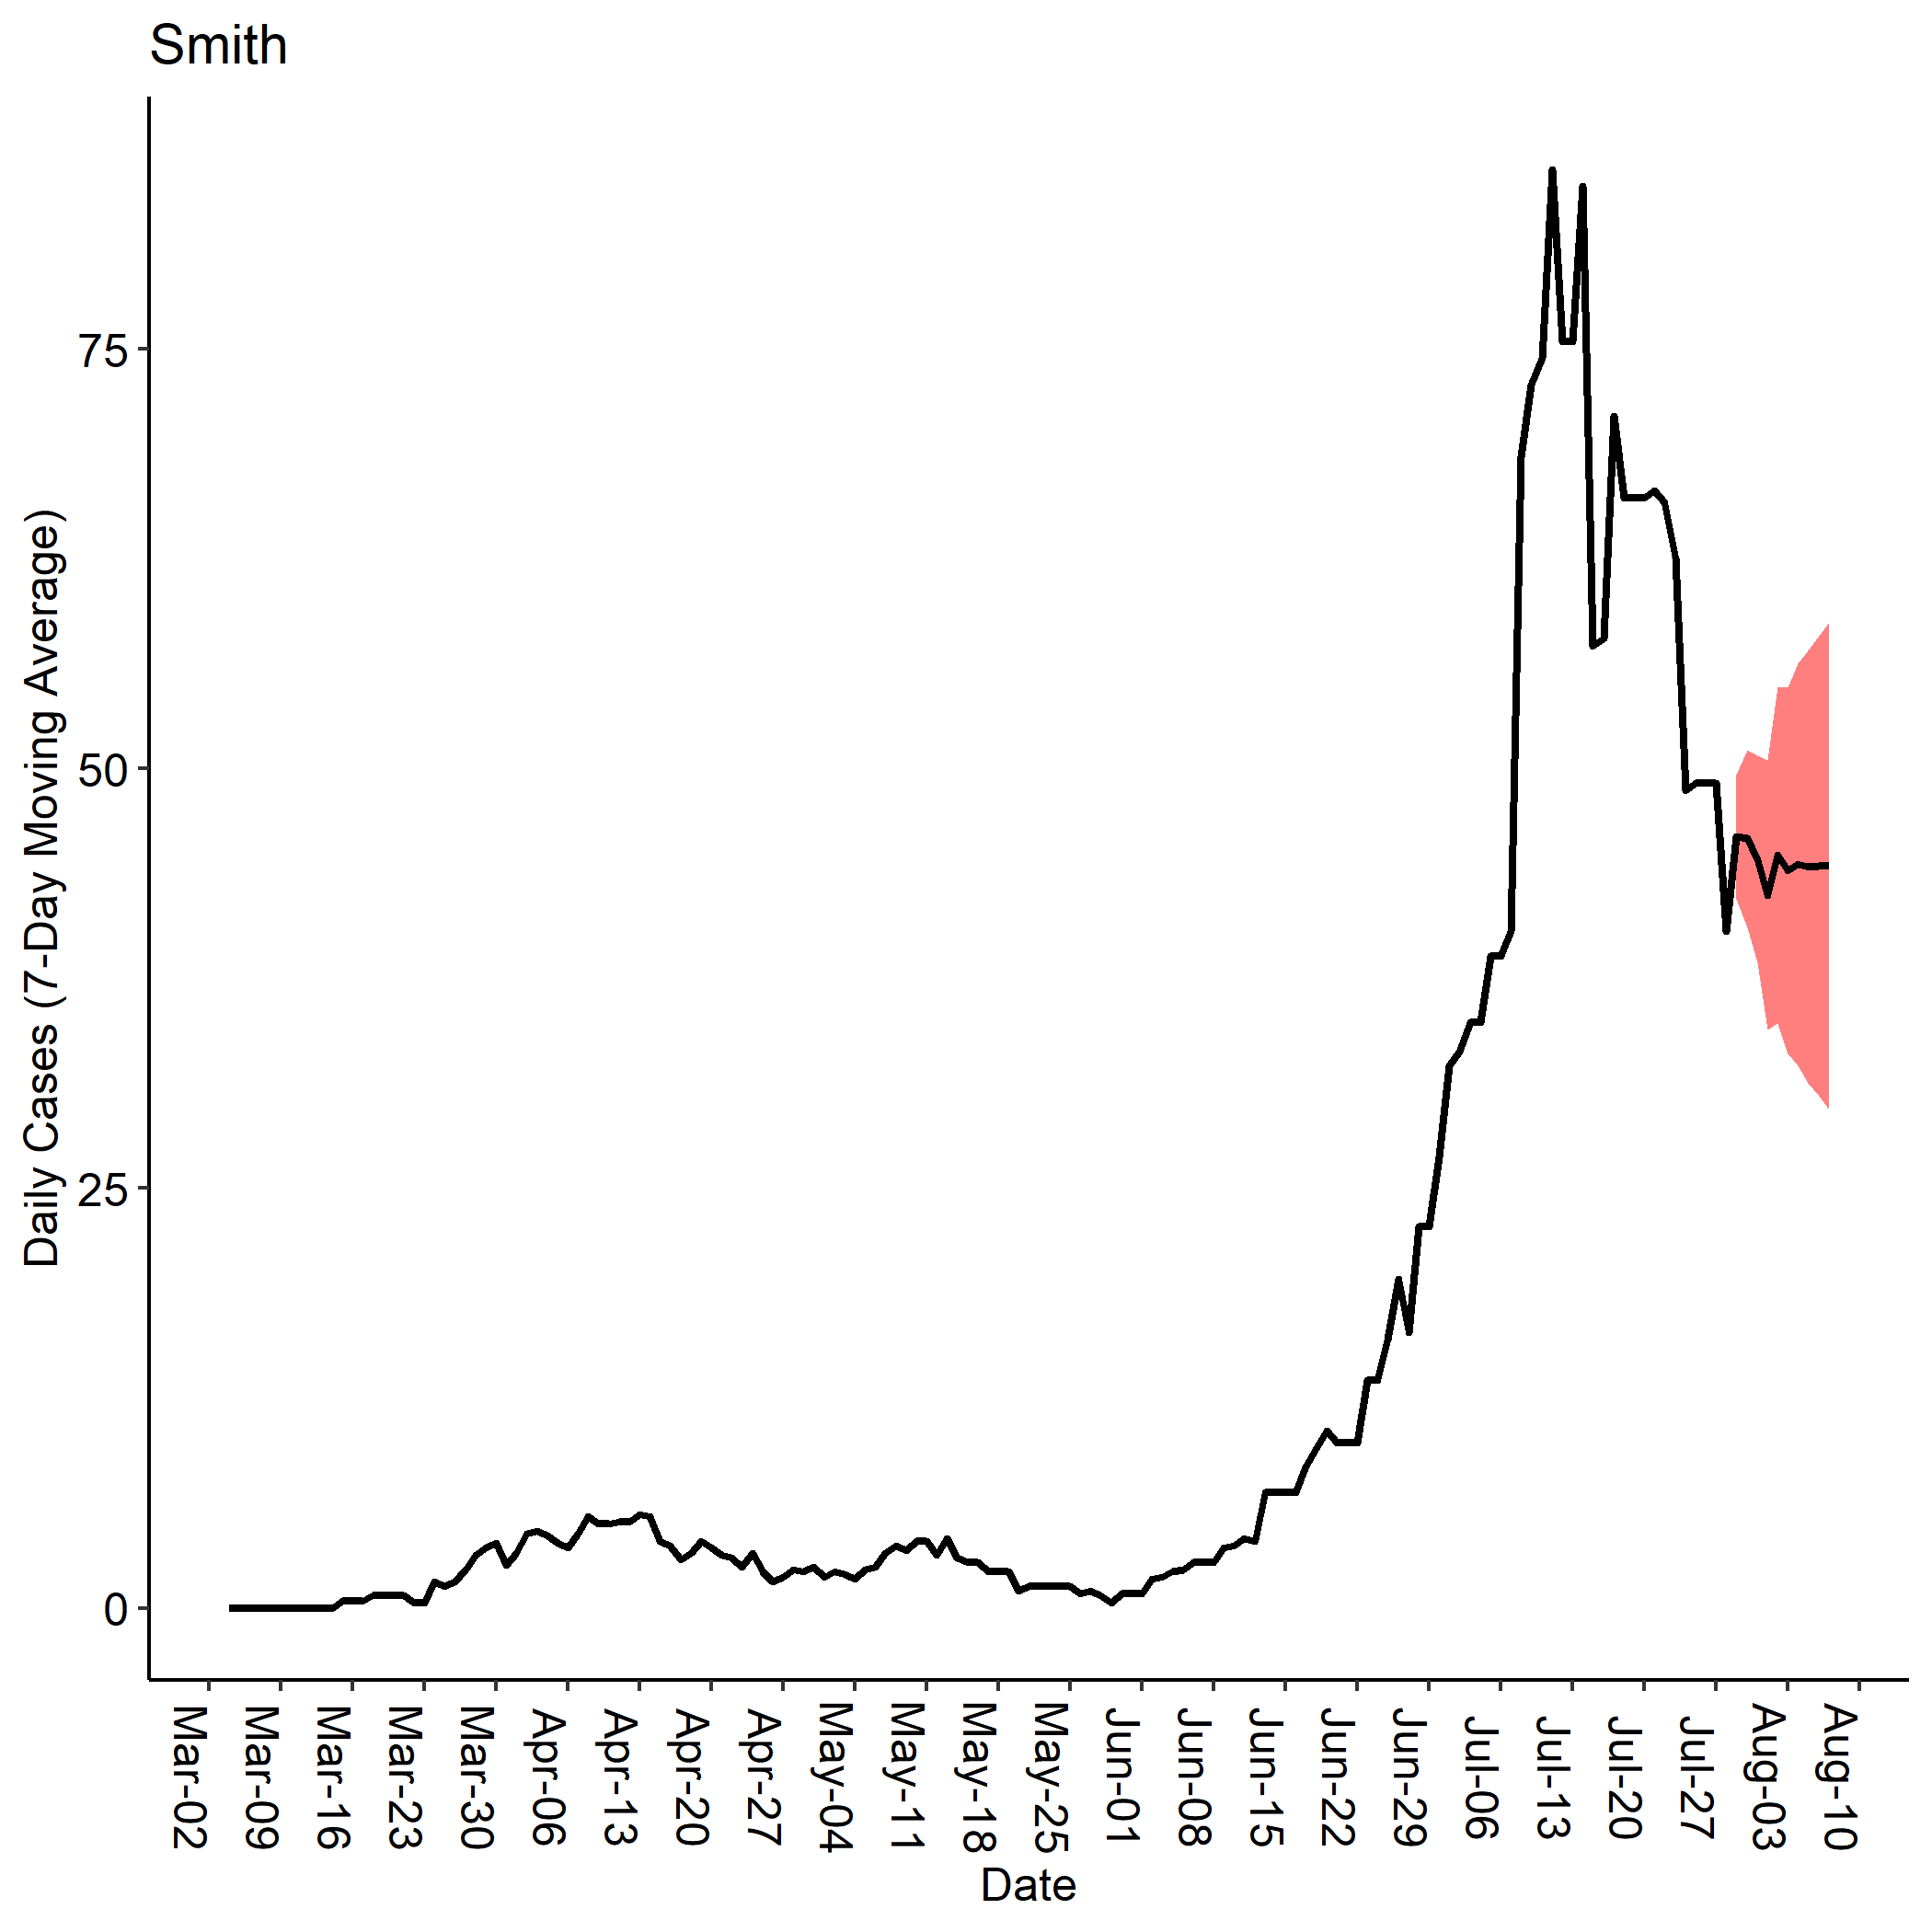 Smith
Daily Cases (7-Day Moving Average)
75
50
25
0
Mar-02
Mar-09
Mar-16
Mar-23
Mar-30
Apr-06
Apr-13
Apr-20
Apr-27
May-04
May-11
May-18
May-25
Jun-01
Jun-08
Jun-15
Jun-22
Jun-29
Jul-06
Jul-13
Jul-20
Jul-27
Aug-03
Aug-10
Date